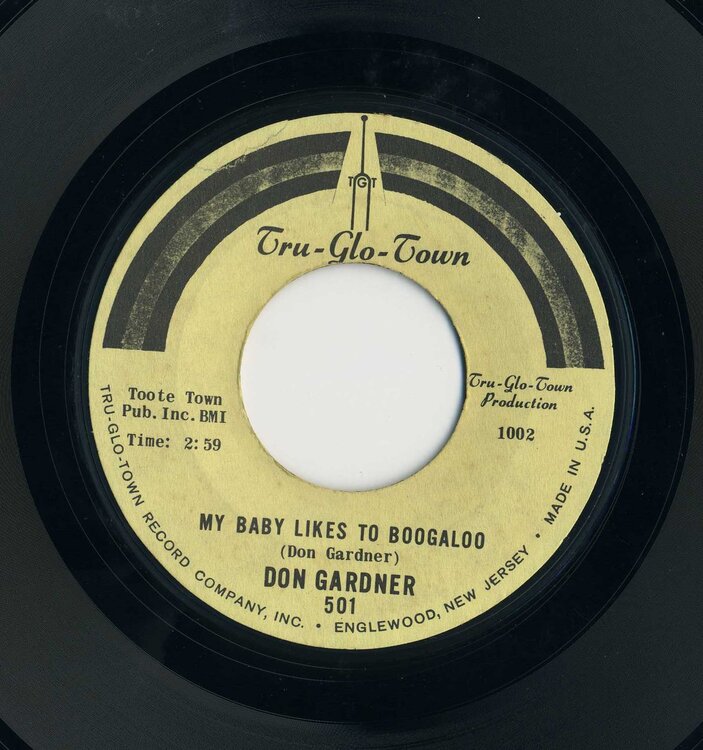 TGT
Tru-Glo-Town
Toote Town
Pub. Inc. BMI
Time: 2:59
Tru-Glo-Town
Production
1002
MY BABY LIKES TO BOOGALOO
(Don Gardner)
DON GARDNER
501
TRU-GLO-TOWN RECORD COMPANY, INC. • ENGLEWOOD, NEW JERSEY • MADE IN U.S.A.